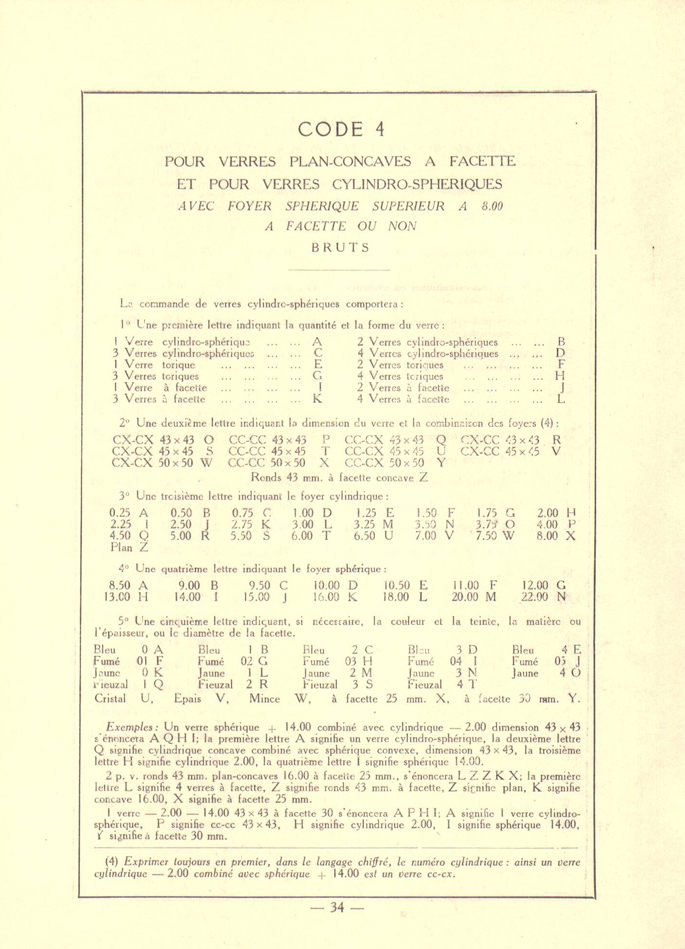 CODE 4
POUR VERRES PLAN-CONCAVES A FACETTE
ET POUR VERRES CYLINDRO-SPHERIQUES
AVEC FOYER SPHERIQUE SUPERIEUR A 8.00
A FACETTE OU NON
BRUTS
La commande de verres cylindro-sphériques comportera :
1° Une première lettre indiquant la quantité et la forme du verre :
1 Verre cylindro-sphérique ... ... A 2 Verres cylindro-sphériques ... ... B
3 Verres cylindro-sphériques ... ... C 4 Verres cylindro-sphériques ... ... D
1 Verre torique ... ... ... ... E 2 Verres toriques ... ... ... ... F
3 Verres toriques ... ... ... ... G 4 Verres toriques ... ... ... ... H
1 Verre à facette ... ... ... ... I 2 Verres à facette ... ... ... ... J
3 Verres à facette ... ... ... ... K 4 Verres à facette ... ... ... ... L
2° Une deuxième lettre indiquant la dimension du verre et la combinaison des foyers (4) :
CX-CX 43 x 43 O CC-CC 43 x 43 P CC-CX 43 x 43 Q CX-CC 43 x 43 R
CX-CX 45 x 45 S CC-CC 45 x 45 T CC-CX 45 x 45 U CX-CC 45 x 45 V
CX-CX 50 x 50 W CC-CC 50 x 50 X CC-CX 50 x 50 Y
Ronds 43 mm. à facette concave Z
3° Une troisième lettre indiquant le foyer cylindrique :
0.25 A 0.50 B 0.75 C 1.00 D 1.25 E 1.50 F 1.75 G 2.00 H
2.25 I 2.50 J 2.75 K 3.00 L 3.25 M 3.50 N 3.75 O 4.00 P
4.50 Q 5.00 R 5.50 S 6.00 T 6.50 U 7.00 V 7.50 W 8.00 X
Plan Z
4° Une quatrième lettre indiquant le foyer sphérique :
8.50 A 9.00 B 9.50 C 10.00 D 10.50 E 11.00 F 12.00 G
13.00 H 14.00 I 15.00 J 16.00 K 18.00 L 20.00 M 22.00 N
5° Une cinquième lettre indiquant, si nécessaire, la couleur et la teinte, la matière ou
l'épaisseur, ou le diamètre de la facette.
Bleu 0 A Bleu 1 B Bleu 2 C Bleu 3 D Bleu 4 E
Fumé 01 F Fumé 02 G Fumé 03 H Fumé 04 I Fumé 05 J
Jaune 0 K Jaune 1 L Jaune 2 M Jaune 3 N Jaune 4 O
Fieuzal 1 Q Fieuzal 2 R Fieuzal 3 S Fieuzal 4 T
Cristal U, Epais V, Mince W, à facette 25 mm. X, à facette 30 mm. Y.
Exemples : Un verre sphérique + 14.00 combiné avec cylindrique — 2.00 dimension 43 x 43
s'énoncera A Q H I; la première lettre A signifie un verre cylindro-sphérique, la deuxième lettre
Q signifie cylindrique concave combiné avec sphérique convexe, dimension 43 x 43, la troisième
lettre H signifie cylindrique 2.00, la quatrième lettre I signifie sphérique 14.00.
2 p. v. ronds 43 mm. plan-concaves 16.00 à facette 25 mm., s'énoncera L Z Z K X; la première
lettre L signifie 4 verres à facette, Z signifie ronds 43 mm. à facette, Z signifie plan, K signifie
concave 16.00, X signifie à facette 25 mm.
1 verre — 2.00 — 14.00 43 x 43 à facette 30 s'énoncera A P H I; A signifie 1 verre cylindro-
sphérique, P signifie cc-cc 43 x 43, H signifie cylindrique 2.00, I signifie sphérique 14.00,
Y signifie à facette 30 mm.
(4) Exprimer toujours en premier, dans le langage chiffré, le numéro cylindrique : ainsi un verre
cylindrique — 2.00 combiné avec sphérique + 14.00 est un verre cc-cx.
— 34 —